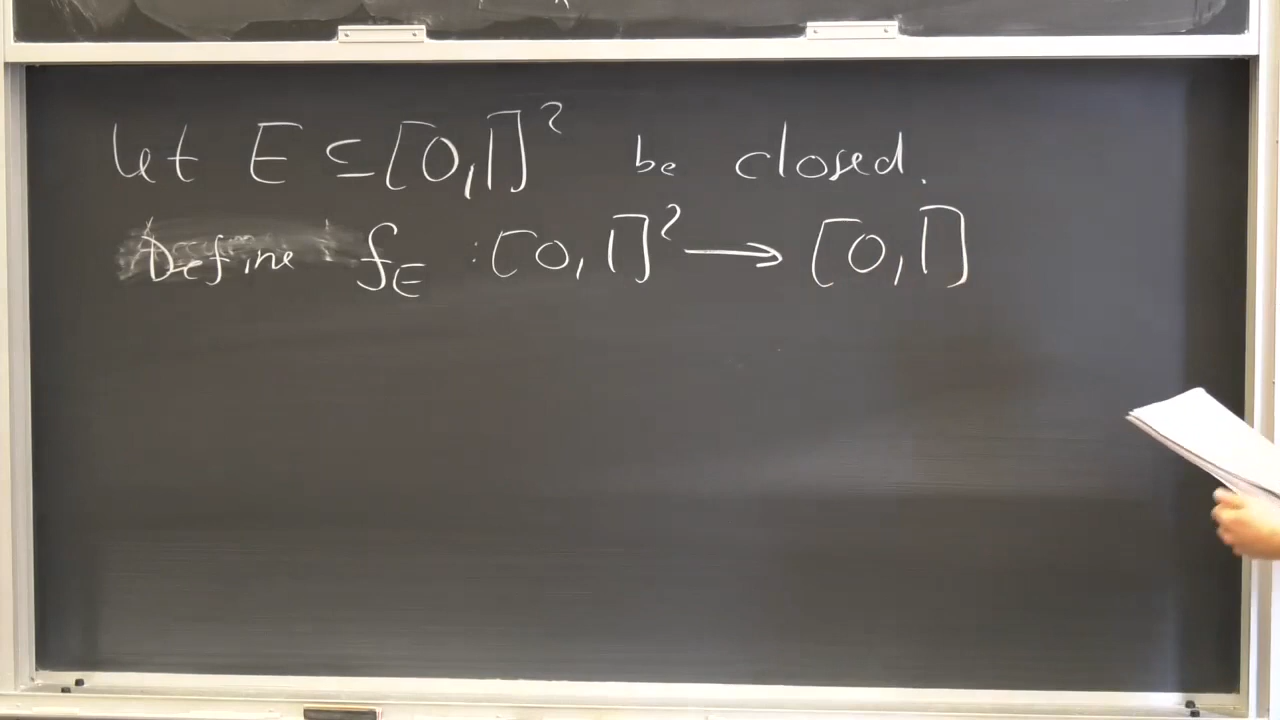 Let E ⊆ [0,1]² be closed.
Define f_E : [0,1]² → [0,1]